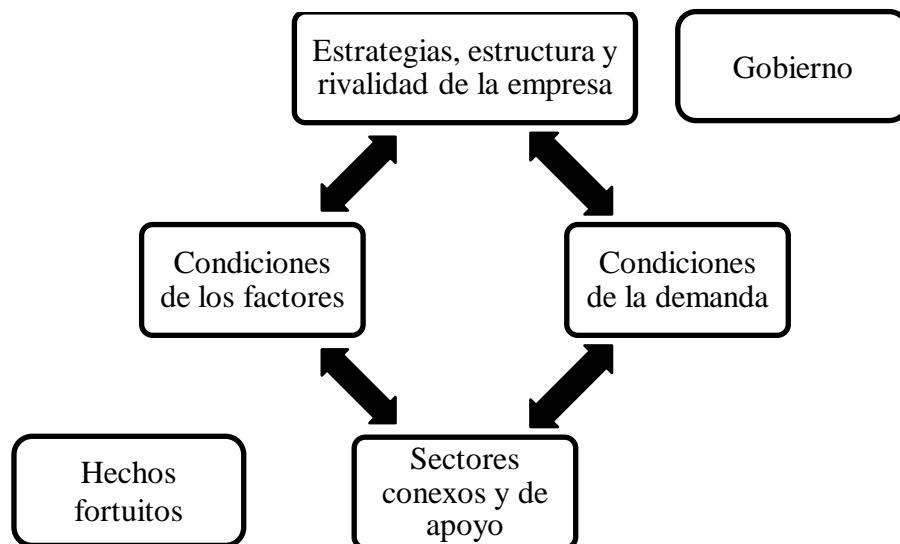 Estrategias, estructura y
rivalidad de la empresa
Gobierno
Condiciones
de los factores
Condiciones
de la demanda
Hechos
fortuitos
Sectores
conexos y de
apoyo